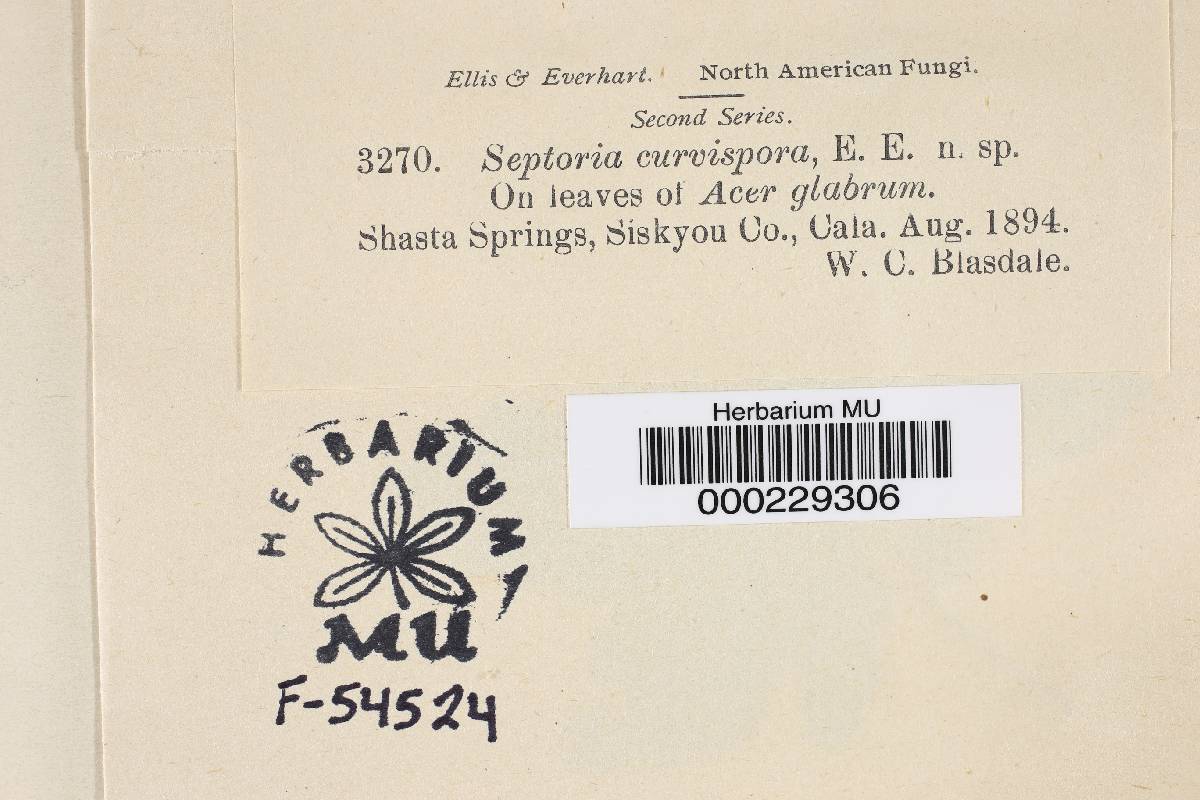 Ellis & Everhart. North American Fungi.
Second Series.
3270. Septoria curvispora, E. E. n. sp.
On leaves of Acer glabrum.
Shasta Springs, Siskyou Co., Cala. Aug. 1894.
W. C. Blasdale.
Herbarium MU
000229306
HERBARIUM
MU
F-54524